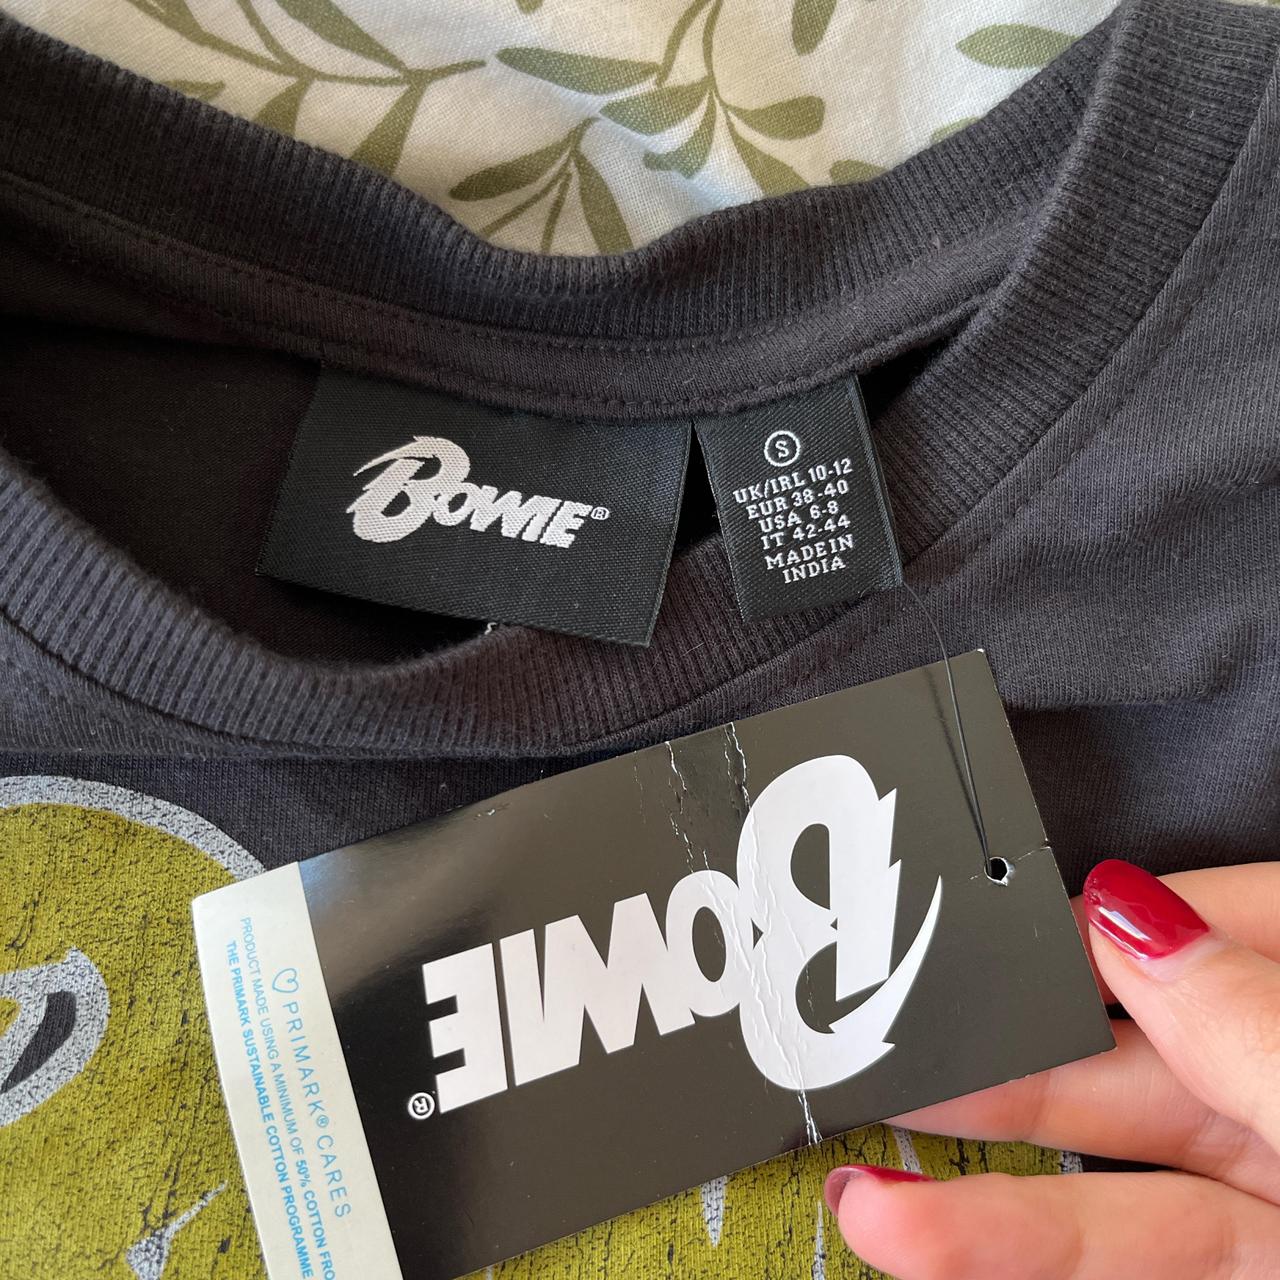 BOWIE®
S
UK/IRL 10-12
EUR 38-40
USA 6-8
IT 42-44
MADE IN
INDIA
BOWIE®
PRIMARK® CARES
PRODUCT MADE USING A MINIMUM OF 50% COTTON FRO
THE PRIMARK SUSTAINABLE COTTON PROGRAMME